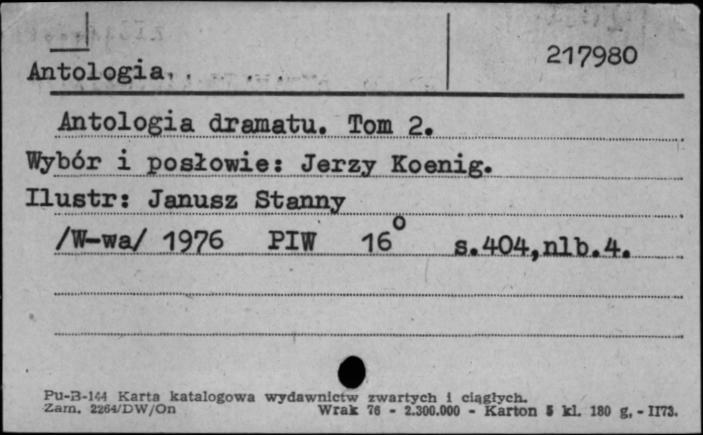 217980
Antologia.
Antologia dramatu. Tom 2.
Wybór i posłowie: Jerzy Koenig.
Ilustr: Janusz Stanny
/W-wa/ 1976 PIW 16° s.404,nlb.4.
Pu-B-144 Karta katalogowa wydawnictw zwartych i ciągłych.
Zam. 2264/DW/On Wrak 76 - 2.300.000 - Karton 5 kl. 180 g. - II73.